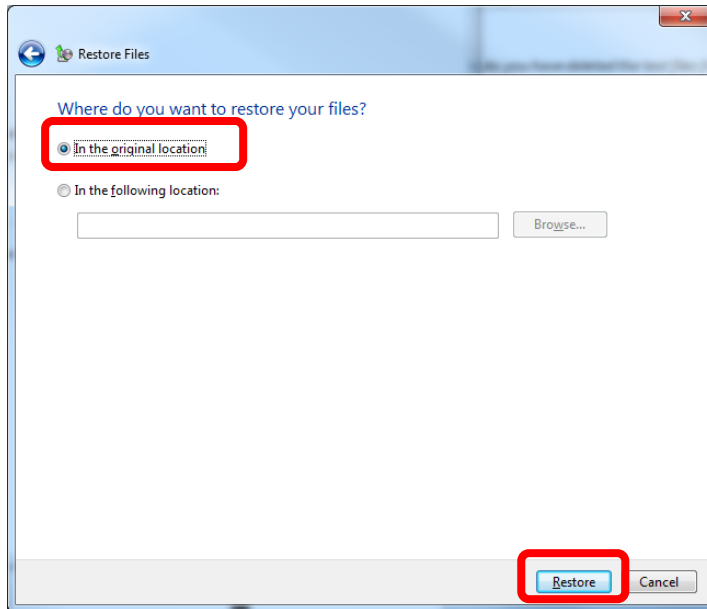 Restore Files
Where do you want to restore your files?
In the original location
In the following location:
Browse...
Restore
Cancel